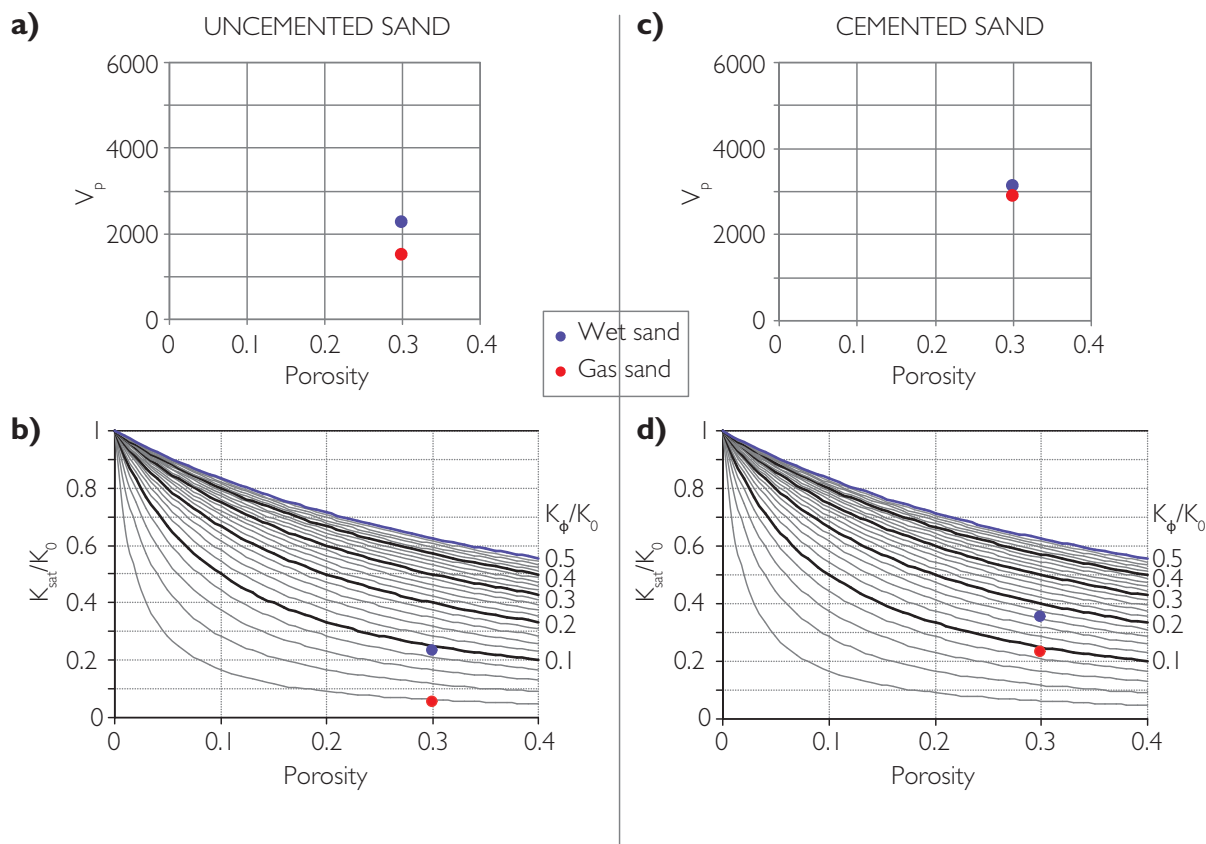 a)
UNCEMENTED SAND
6000
4000
2000
0
V_p
0 0.1 0.2 0.3 0.4
Porosity
c)
CEMENTED SAND
6000
4000
2000
0
V_p
0 0.1 0.2 0.3 0.4
Porosity
Wet sand
Gas sand
b)
1
0.8
0.6
0.4
0.2
0
K_sat/K_0
K_ϕ/K_0
0.5
0.4
0.3
0.2
0.1
0 0.1 0.2 0.3 0.4
Porosity
d)
1
0.8
0.6
0.4
0.2
0
K_sat/K_0
K_ϕ/K_0
0.5
0.4
0.3
0.2
0.1
0 0.1 0.2 0.3 0.4
Porosity